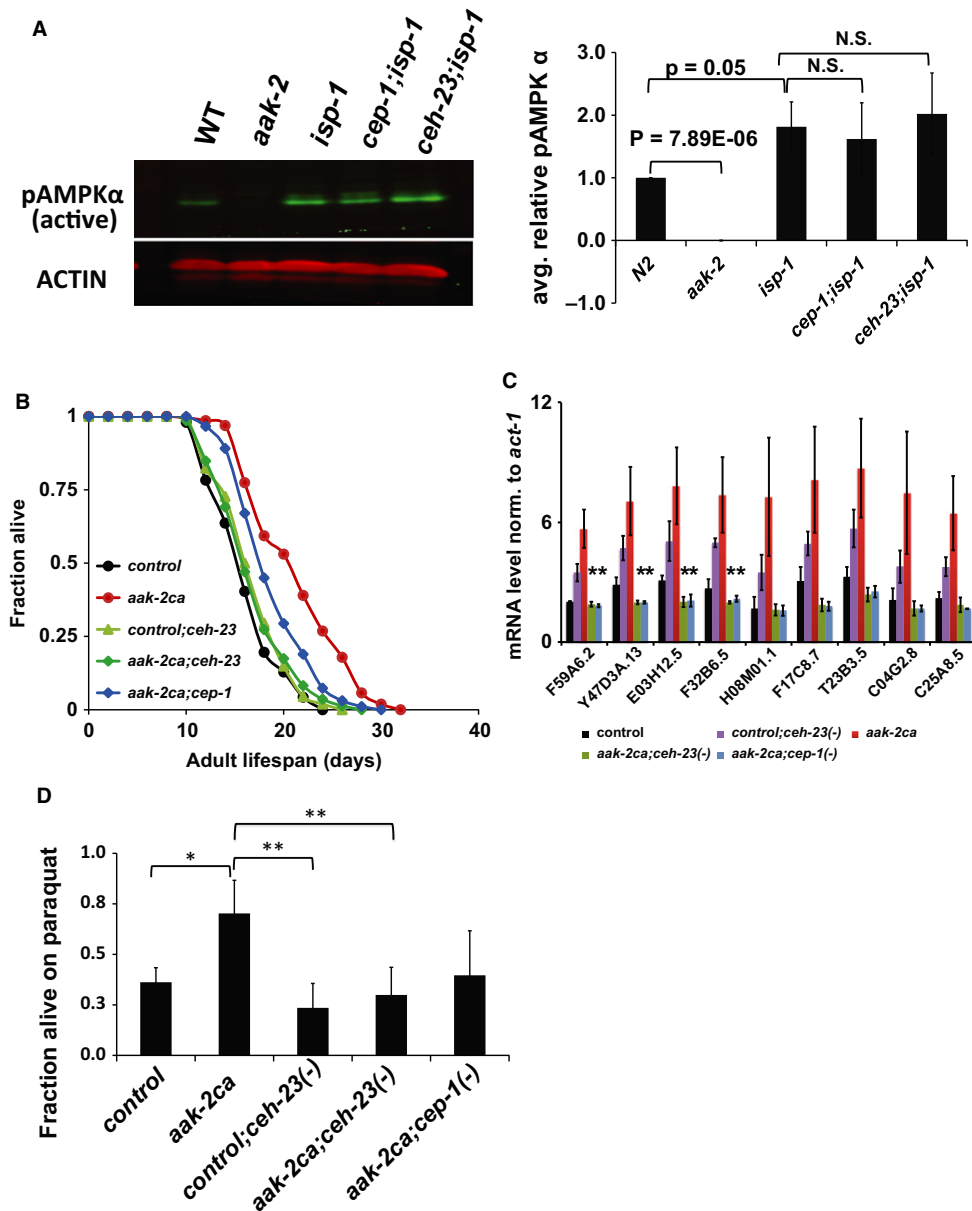 A
WT
aak-2
isp-1
cep-1;isp-1
ceh-23;isp-1
pAMPKα
(active)
ACTIN
avg. relative pAMPK α
3.0
2.0
1.0
0.0
–1.0
N.S.
p = 0.05
N.S.
P = 7.89E-06
N2
aak-2
isp-1
cep-1;isp-1
ceh-23;isp-1
B
Fraction alive
1
0.75
0.5
0.25
0
control
aak-2ca
control;ceh-23
aak-2ca;ceh-23
aak-2ca;cep-1
0 10 20 30 40
Adult lifespan (days)
C
mRNA level norm. to act-1
12
6
0
** ** ** **
F59A6.2
Y47D3A.13
E03H12.5
F32B6.5
H08M01.1
F17C8.7
T23B3.5
C04G2.8
C25A8.5
control control;ceh-23(-) aak-2ca
aak-2ca;ceh-23(-) aak-2ca;cep-1(-)
D
Fraction alive on paraquat
1.0
0.8
0.5
0.3
0.0
**
* **
control
aak-2ca
control;ceh-23(-)
aak-2ca;ceh-23(-)
aak-2ca;cep-1(-)